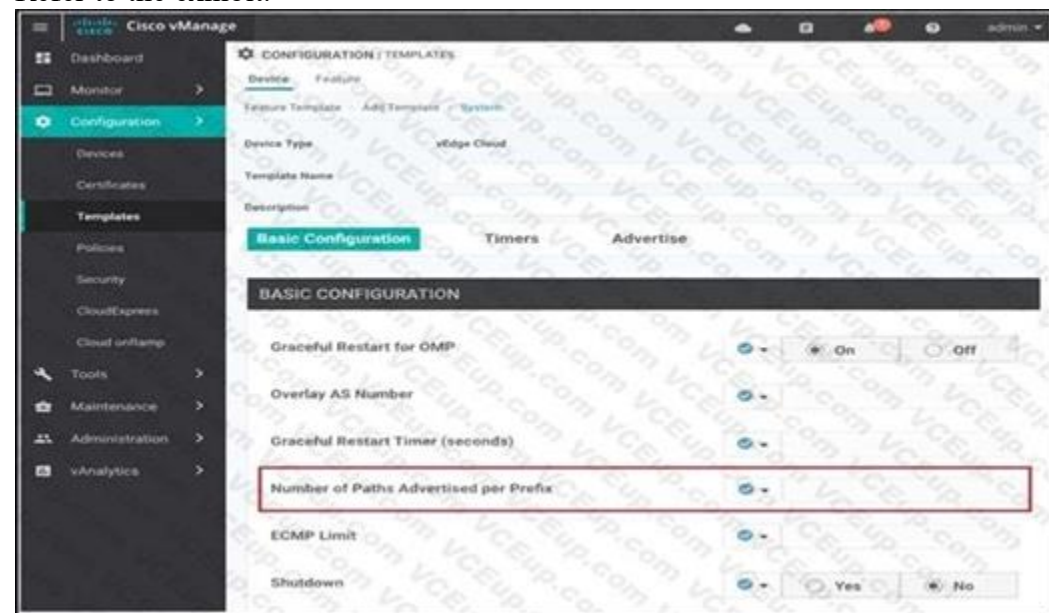 Cisco vManage
admin
Dashboard
Monitor
Configuration
Devices
Certificates
Templates
Policies
Security
CloudExpress
Cloud onRamp
Tools
Maintenance
Administration
vAnalytics
CONFIGURATION / TEMPLATES
Device Feature
Feature Template Add Template System
Device Type vEdge Cloud
Template Name
Description
Basic Configuration Timers Advertise
BASIC CONFIGURATION
Graceful Restart for OMP On Off
Overlay AS Number
Graceful Restart Timer (seconds)
Number of Paths Advertised per Prefix
ECMP Limit
Shutdown Yes No
VCEup.com